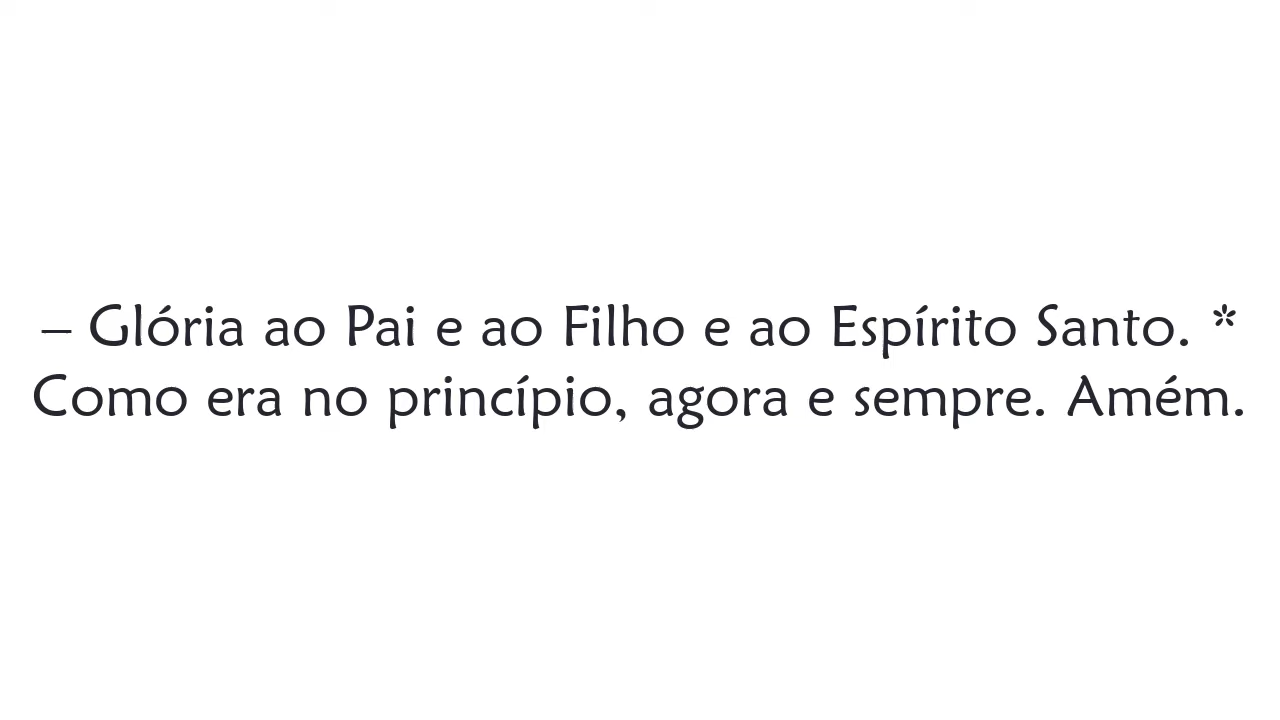 – Glória ao Pai e ao Filho e ao Espírito Santo. *
Como era no princípio, agora e sempre. Amém.